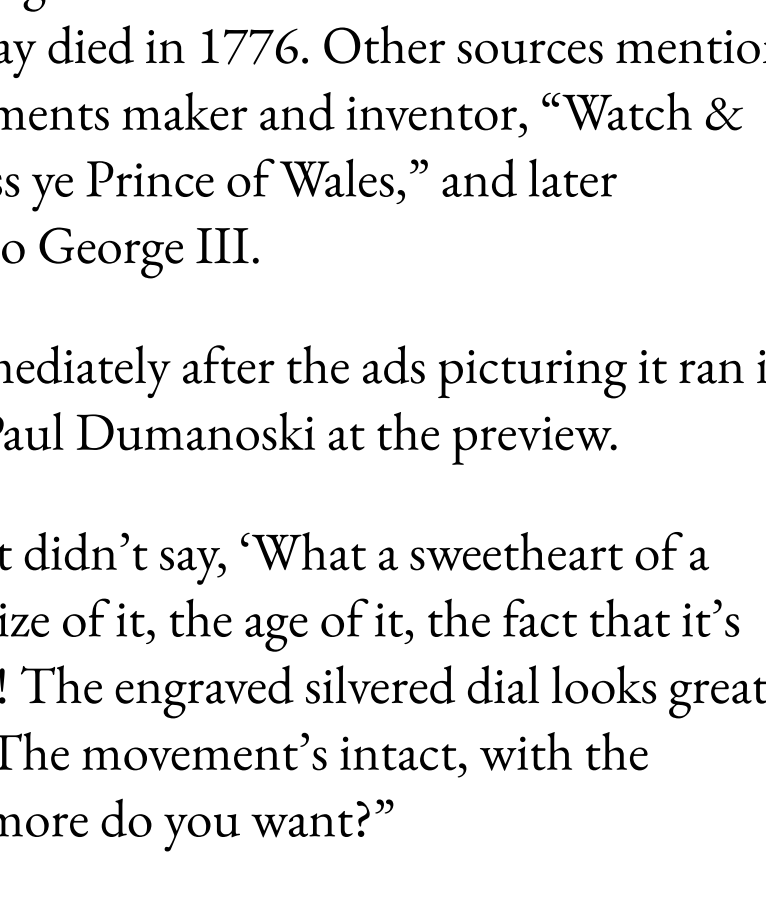 ay died in 1776. Other sources mention
ments maker and inventor, “Watch &
ss ye Prince of Wales,” and later
o George III.
mediately after the ads picturing it ran i
Paul Dumanoski at the preview.
t didn’t say, ‘What a sweetheart of a
ize of it, the age of it, the fact that it’s
! The engraved silvered dial looks great
The movement’s intact, with the
more do you want?”